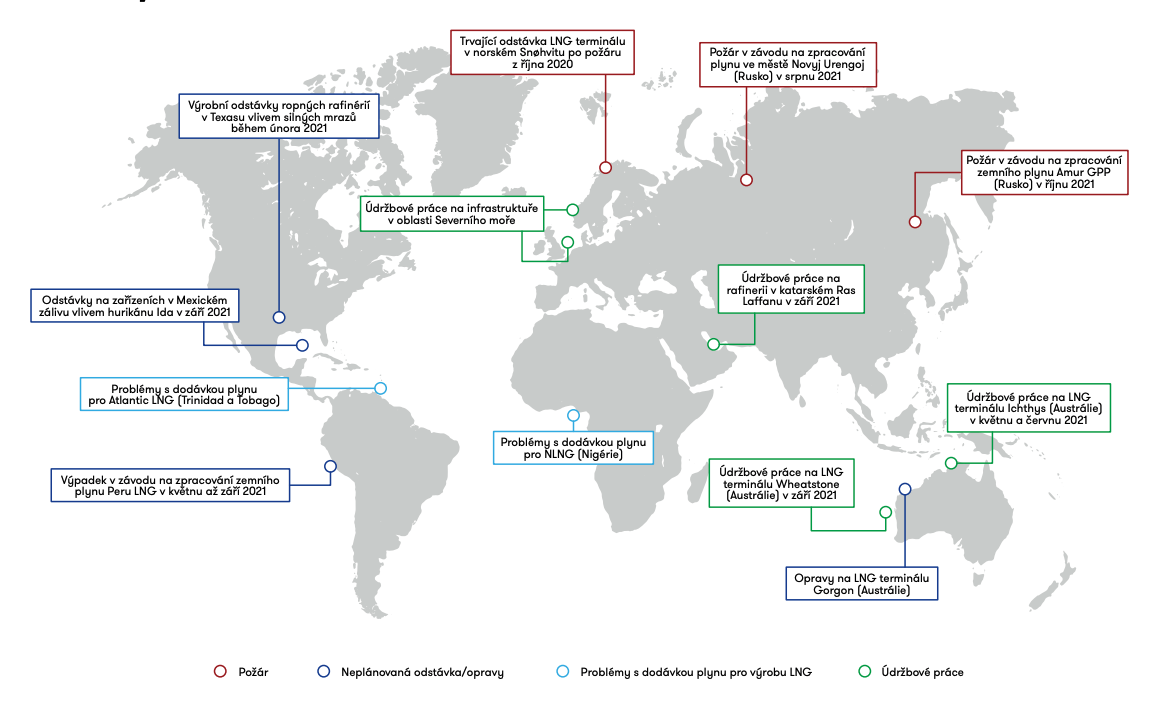 Trvající odstávka LNG terminálu
v norském Snøhvitu po požáru
z října 2020
Požár v závodu na zpracování
plynu ve městě Novyj Urengoj
(Rusko) v srpnu 2021
Výrobní odstávky ropných rafinérií
v Texasu vlivem silných mrazů
během února 2021
Požár v závodu na zpracování
zemního plynu Amur GPP
(Rusko) v říjnu 2021
Údržbové práce na infrastruktuře
v oblasti Severního moře
Údržbové práce na
rafinerii v katarském Ras
Laffanu v září 2021
Odstávky na zařízeních v Mexickém
zálivu vlivem hurikánu Ida v září 2021
Problémy s dodávkou plynu
pro Atlantic LNG (Trinidad a Tobago)
Údržbové práce na LNG
terminálu Ichthys (Austrálie)
v květnu a červnu 2021
Problémy s dodávkou plynu
pro NLNG (Nigérie)
Údržbové práce na LNG
terminálu Wheatstone
(Austrálie) v září 2021
Výpadek v závodu na zpracování zemního
plynu Peru LNG v květnu až září 2021
Opravy na LNG terminálu
Gorgon (Austrálie)
Požár
Neplánovaná odstávka/opravy
Problémy s dodávkou plynu pro výrobu LNG
Údržbové práce